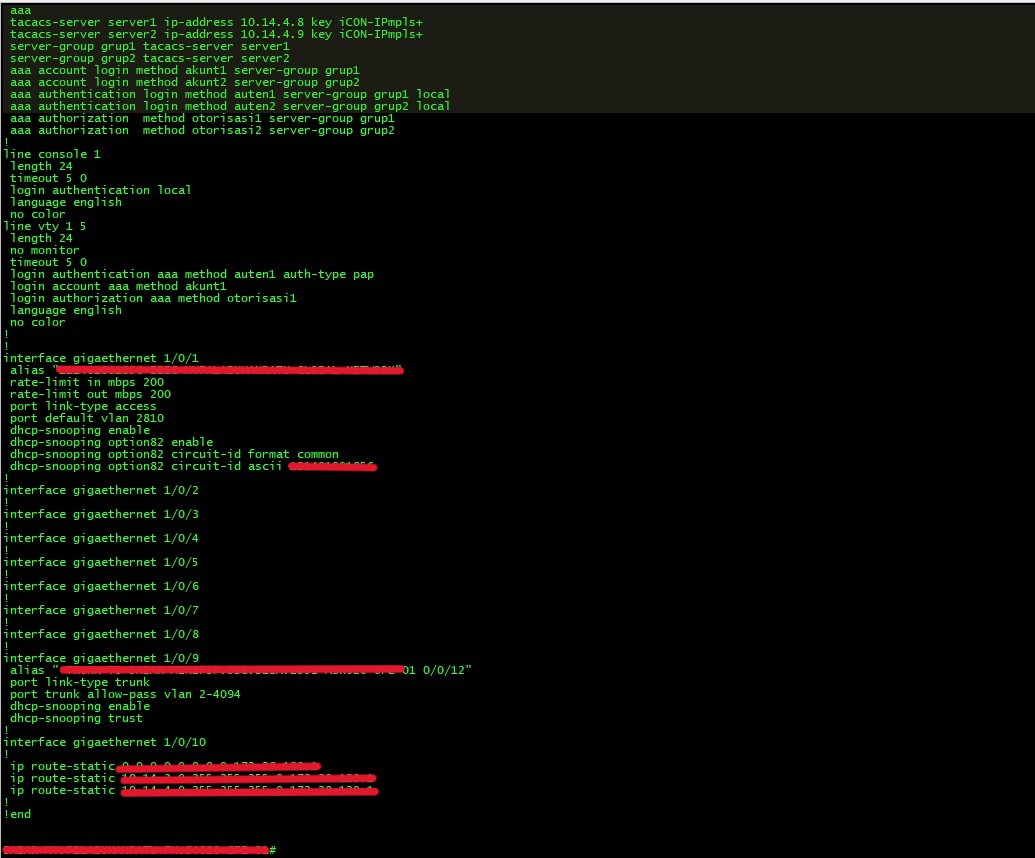 aaa
tacacs-server server1 ip-address 10.14.4.8 key iCON-IPmpls+
tacacs-server server2 ip-address 10.14.4.9 key iCON-IPmpls+
server-group grup1 tacacs-server server1
server-group grup2 tacacs-server server2
aaa account login method akunt1 server-group grup1
aaa account login method akunt2 server-group grup2
aaa authentication login method auten1 server-group grup1 local
aaa authentication login method auten2 server-group grup2 local
aaa authorization  method otorisasi1 server-group grup1
aaa authorization  method otorisasi2 server-group grup2
!
line console 1
length 24
timeout 5 0
login authentication local
language english
no color
line vty 1 5
length 24
no monitor
timeout 5 0
login authentication aaa method auten1 auth-type pap
login account aaa method akunt1
login authorization aaa method otorisasi1
language english
no color
!
!
interface gigaethernet 1/0/1
alias "
rate-limit in mbps 200
rate-limit out mbps 200
port link-type access
port default vlan 2810
dhcp-snooping enable
dhcp-snooping option82 enable
dhcp-snooping option82 circuit-id format common
dhcp-snooping option82 circuit-id ascii
!
interface gigaethernet 1/0/2
!
interface gigaethernet 1/0/3
!
interface gigaethernet 1/0/4
!
interface gigaethernet 1/0/5
!
interface gigaethernet 1/0/6
!
interface gigaethernet 1/0/7
!
interface gigaethernet 1/0/8
!
interface gigaethernet 1/0/9
alias " 01 0/0/12"
port link-type trunk
port trunk allow-pass vlan 2-4094
dhcp-snooping enable
dhcp-snooping trust
!
interface gigaethernet 1/0/10
!
ip route-static
ip route-static
ip route-static
!
!end
#